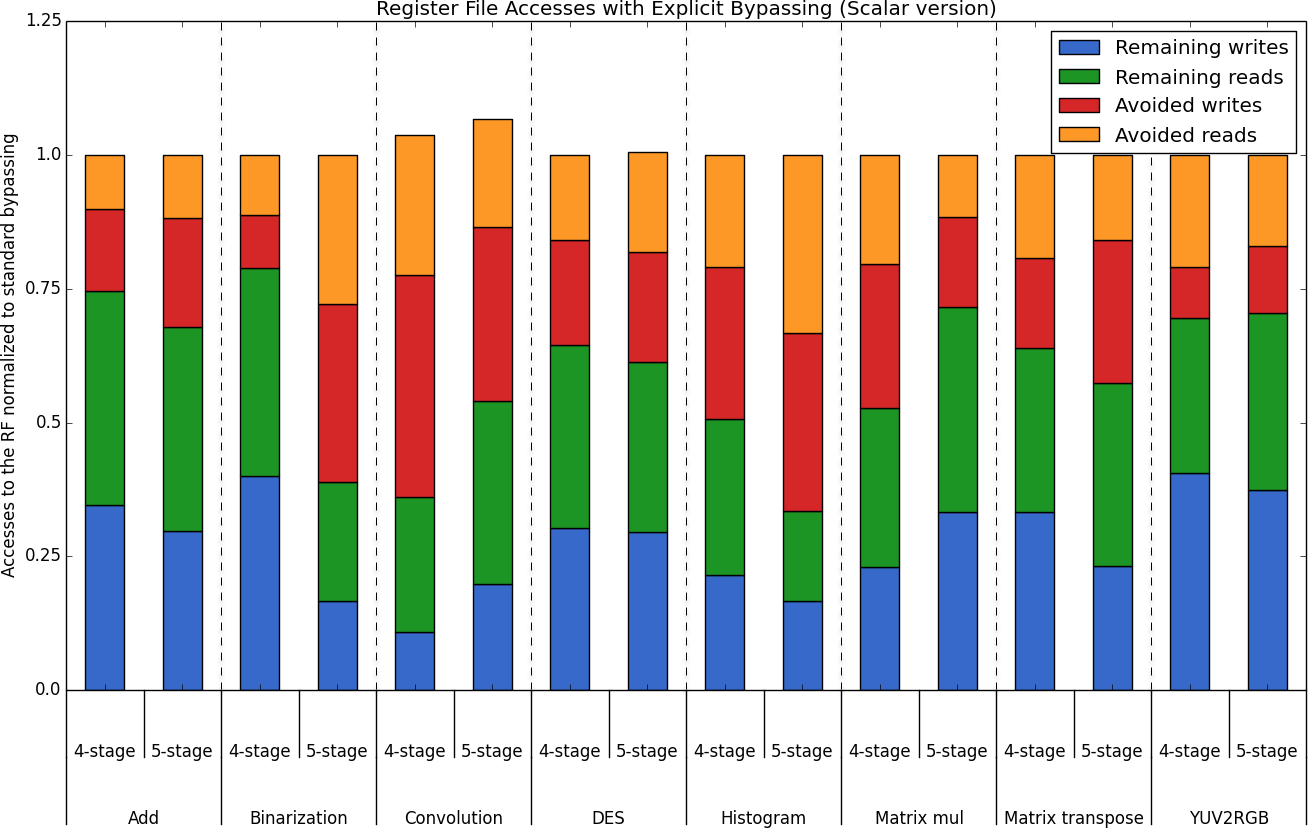 Register File Accesses with Explicit Bypassing (Scalar version)
Accesses to the RF normalized to standard bypassing
1.25
1.0
0.75
0.5
0.25
0.0
Remaining writes
Remaining reads
Avoided writes
Avoided reads
4-stage 5-stage 4-stage 5-stage 4-stage 5-stage 4-stage 5-stage 4-stage 5-stage 4-stage 5-stage 4-stage 5-stage 4-stage 5-stage
Add Binarization Convolution DES Histogram Matrix mul Matrix transpose YUV2RGB